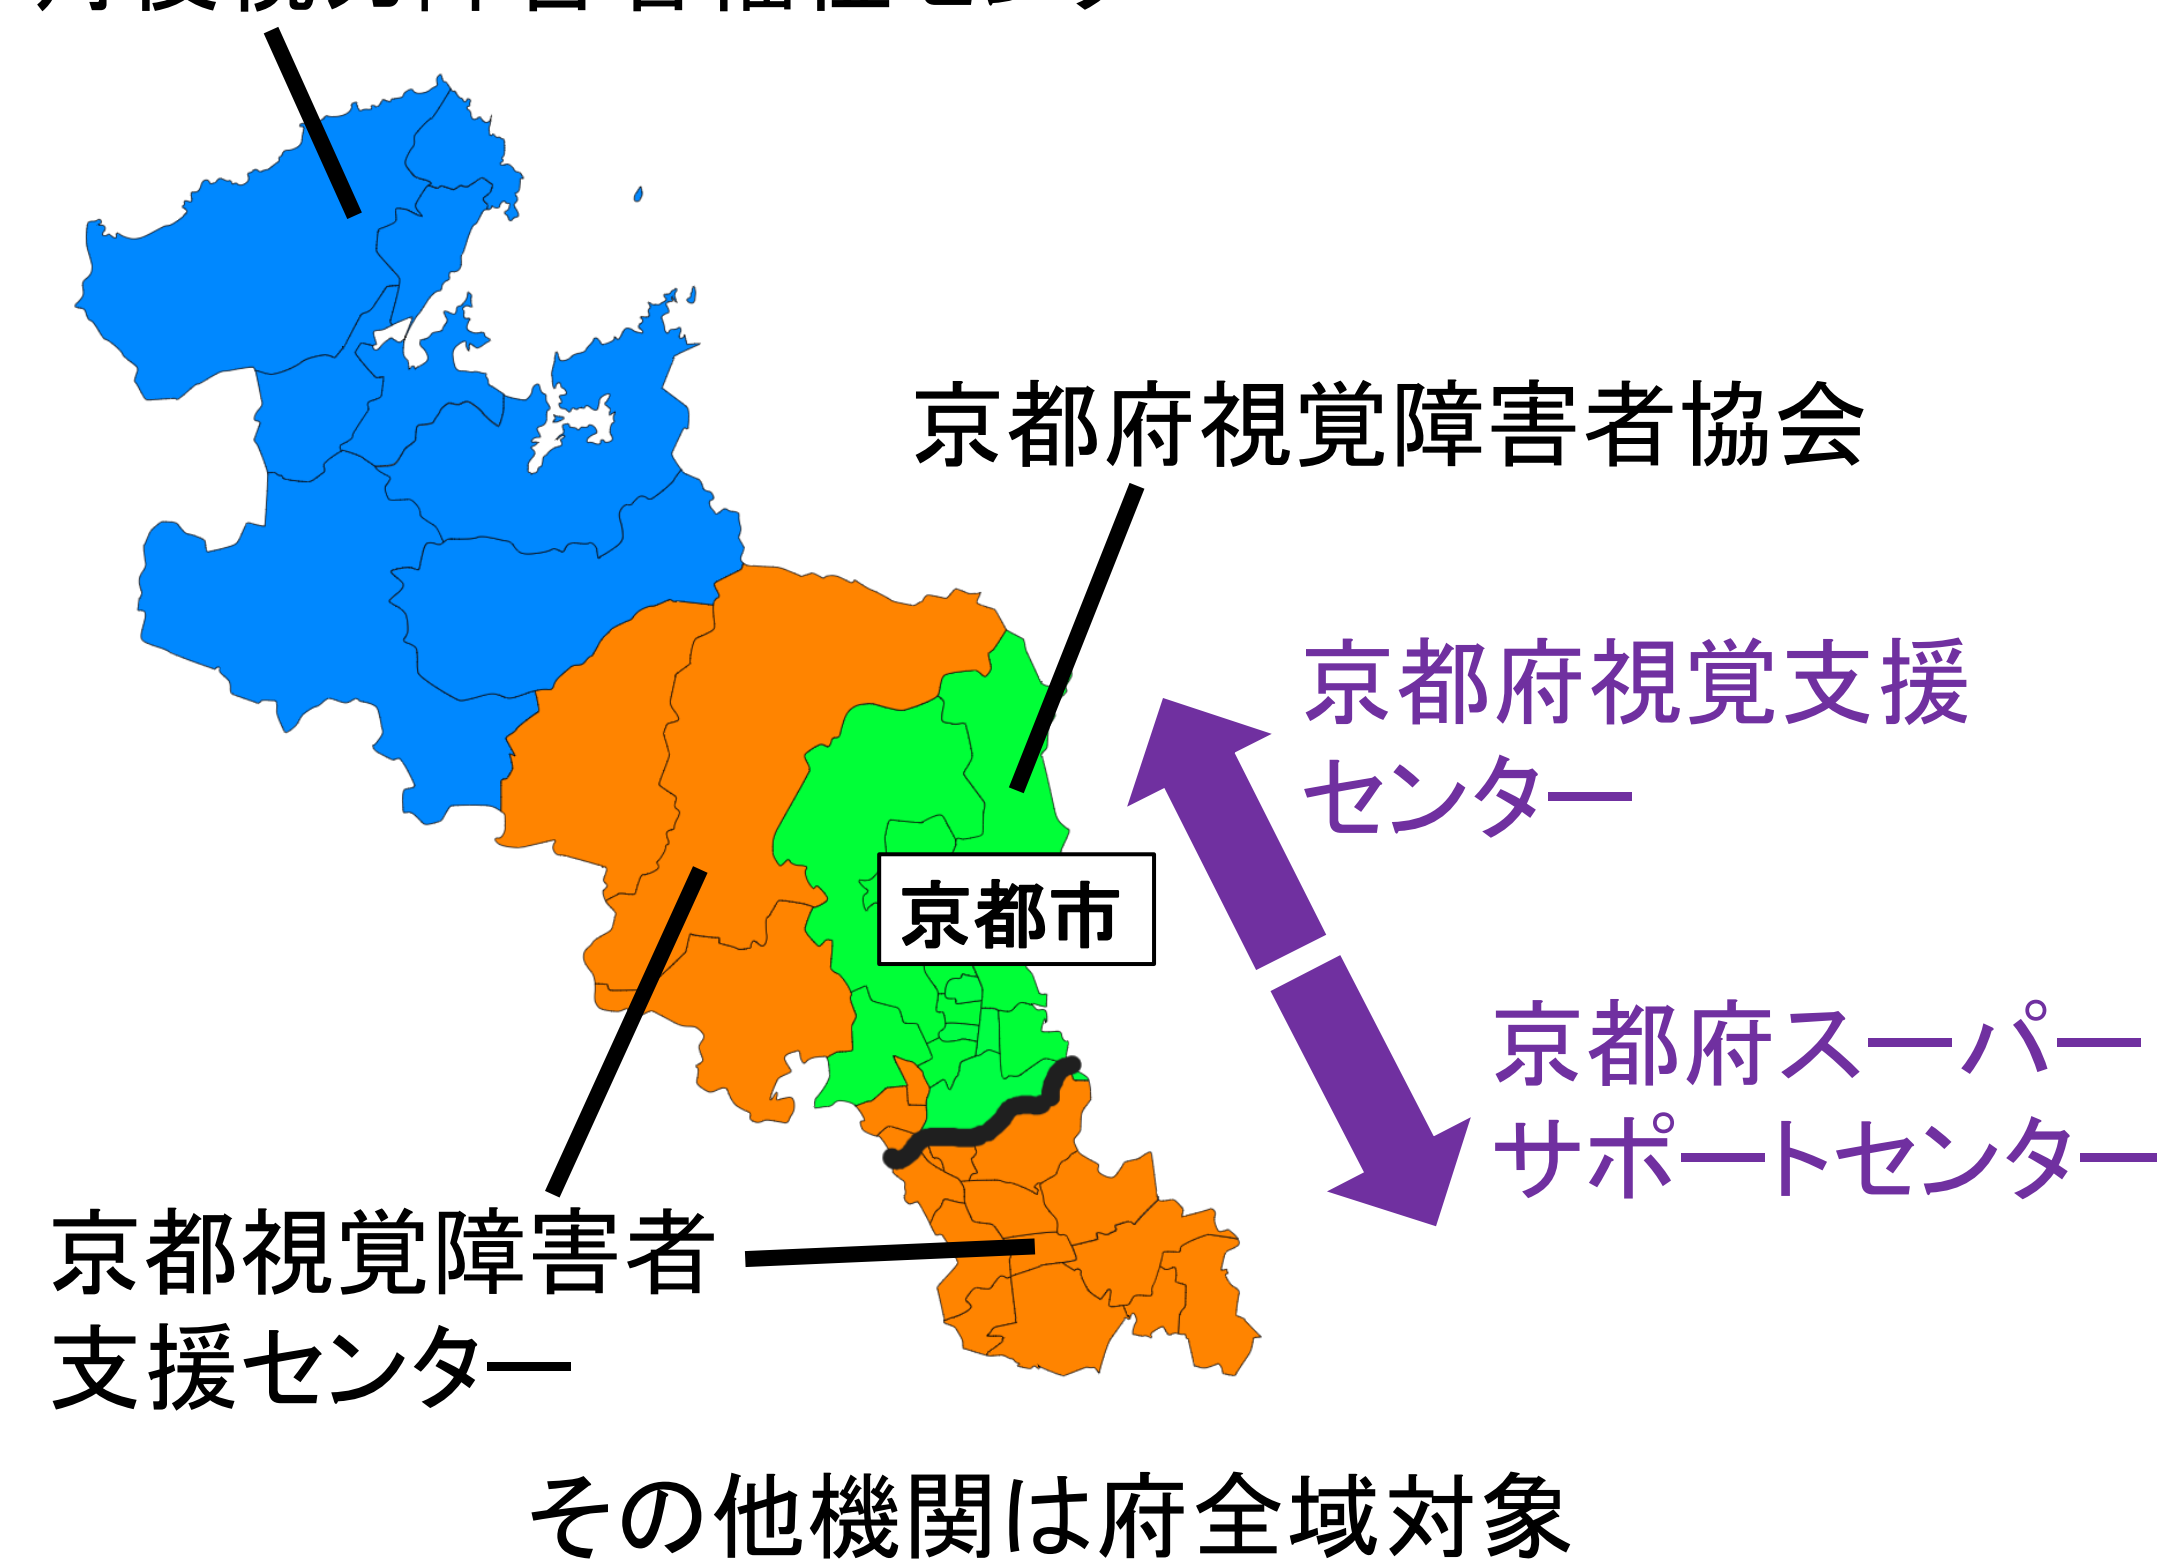 京都府視覚障害者協会
京都府視覚支援
センター
京都市
京都府スーパー
サポートセンター
京都視覚障害者
支援センター
その他機関は府全域対象